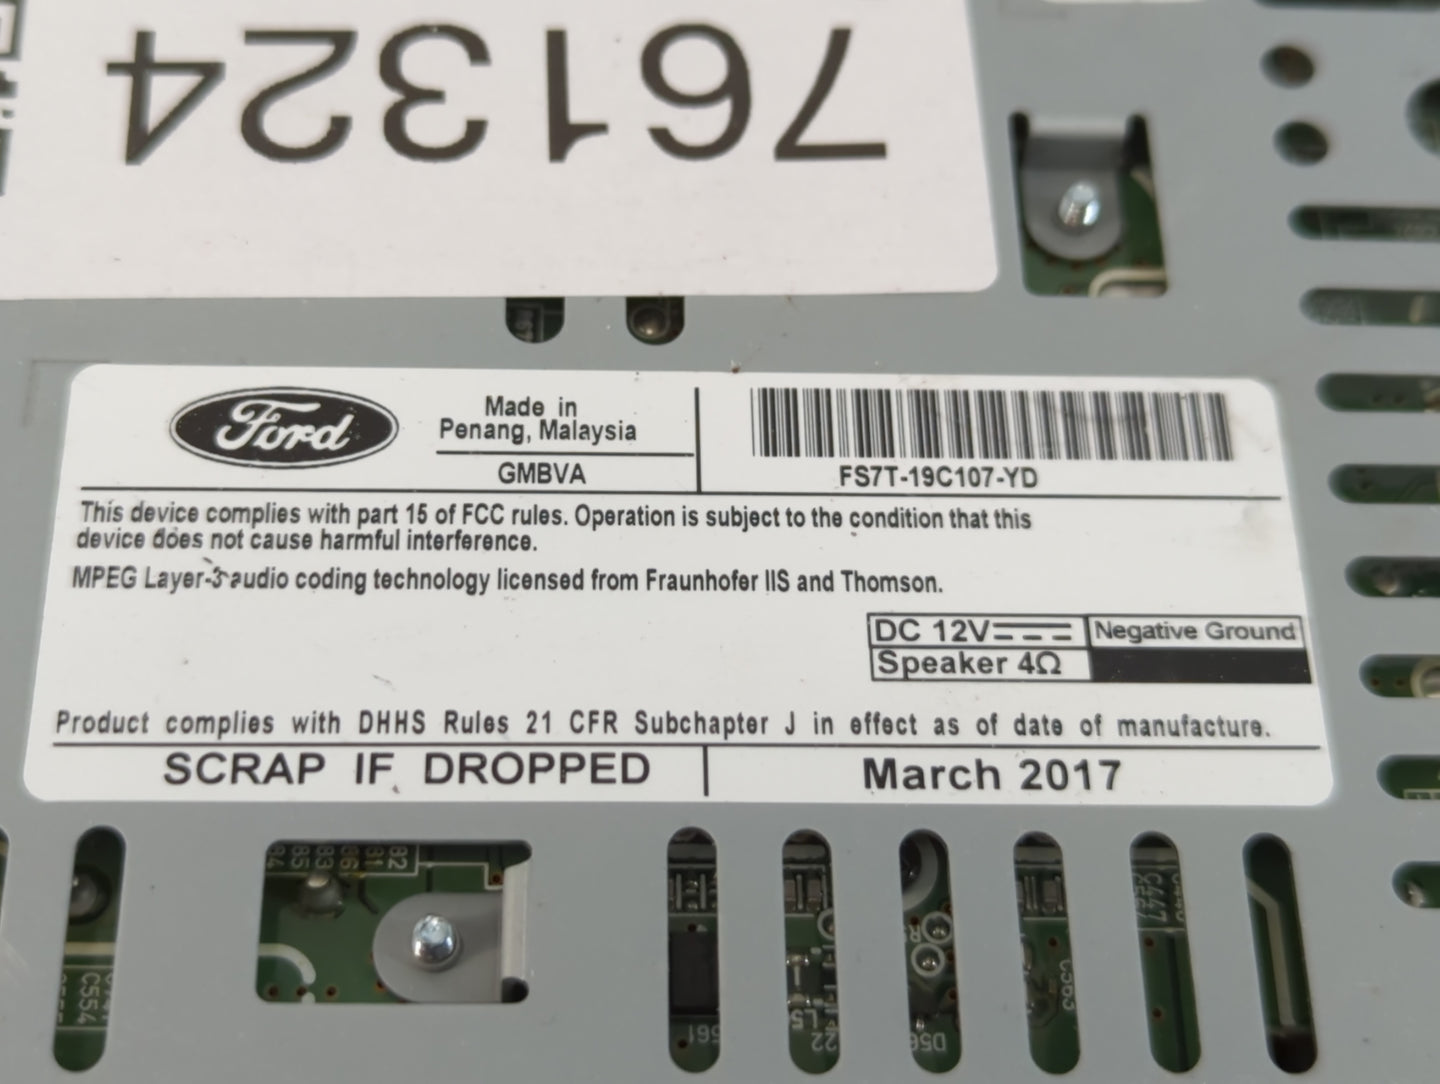 761324
Ford
Made in
Penang, Malaysia
GMBVA
FS7T-19C107-YD
This device complies with part 15 of FCC rules. Operation is subject to the condition that this
device does not cause harmful interference.
MPEG Layer-3 audio coding technology licensed from Fraunhofer IIS and Thomson.
DC 12V Negative Ground
Speaker 4Ω
Product complies with DHHS Rules 21 CFR Subchapter J in effect as of date of manufacture.
SCRAP IF DROPPED
March 2017
C554
C447